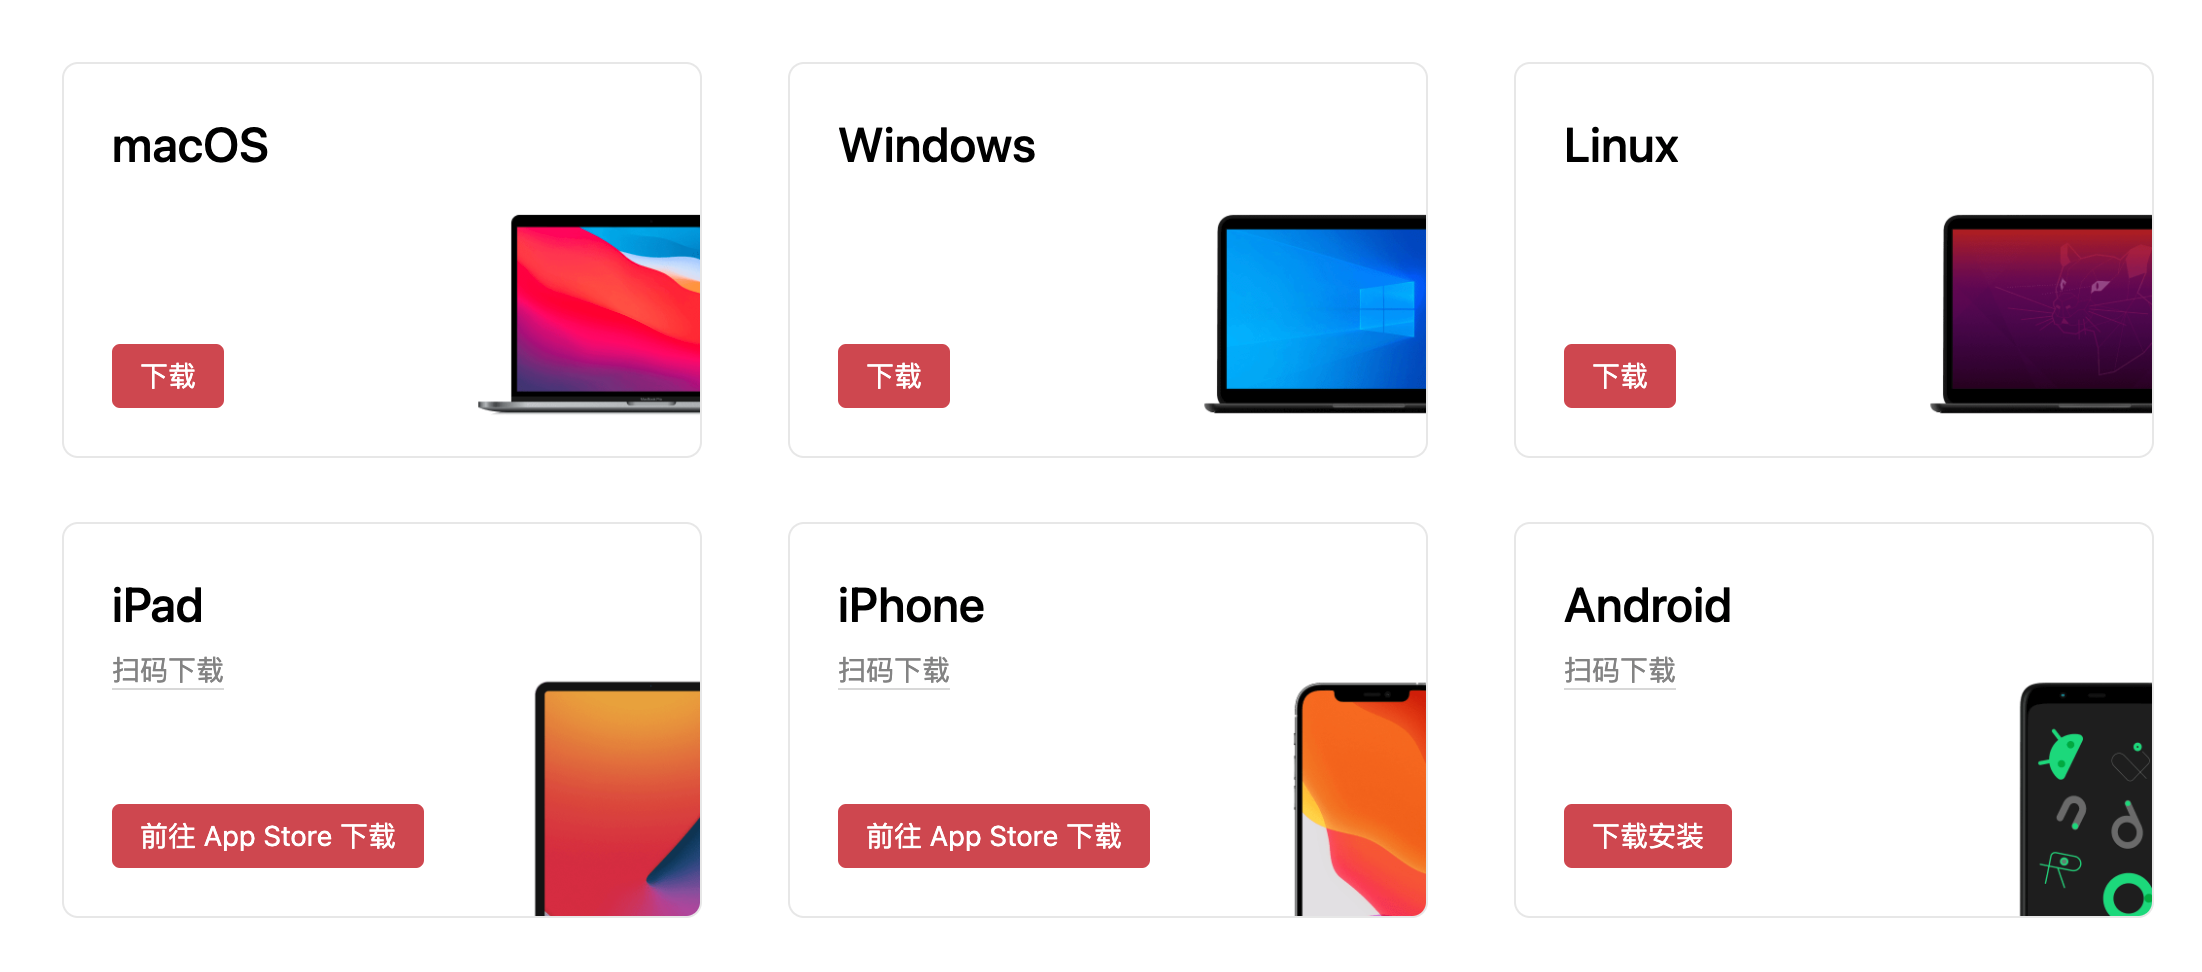 macOS
下载
Windows
下载
Linux
下载
iPad
扫码下载
前往 App Store 下载
iPhone
扫码下载
前往 App Store 下载
Android
扫码下载
下载安装